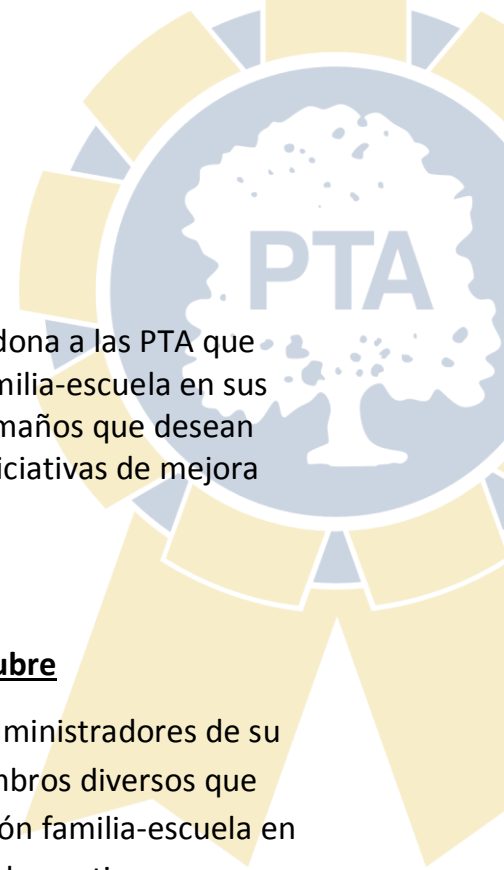 PTA
dona a las PTA que
milia-escuela en sus
maños que desean
iciativas de mejora
ubre
ministradores de su
mbros diversos que
ón familia-escuela en